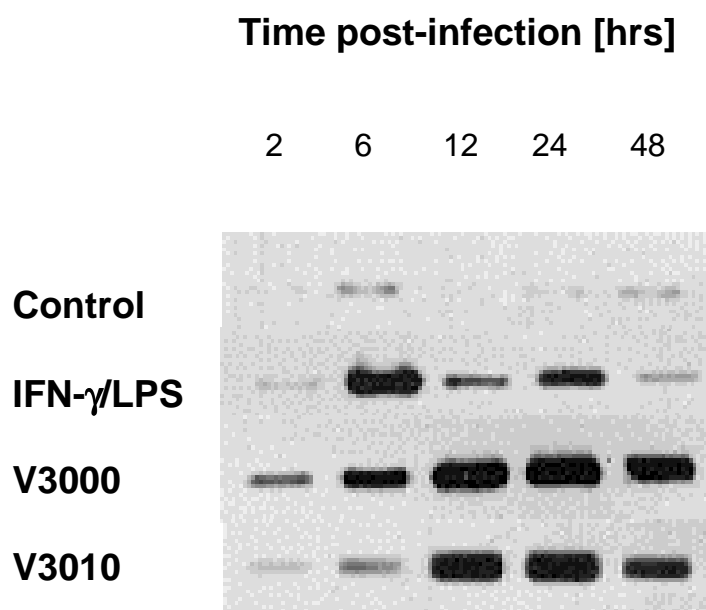 Time post-infection [hrs]
2 6 12 24 48
Control
IFN-γ/LPS
V3000
V3010